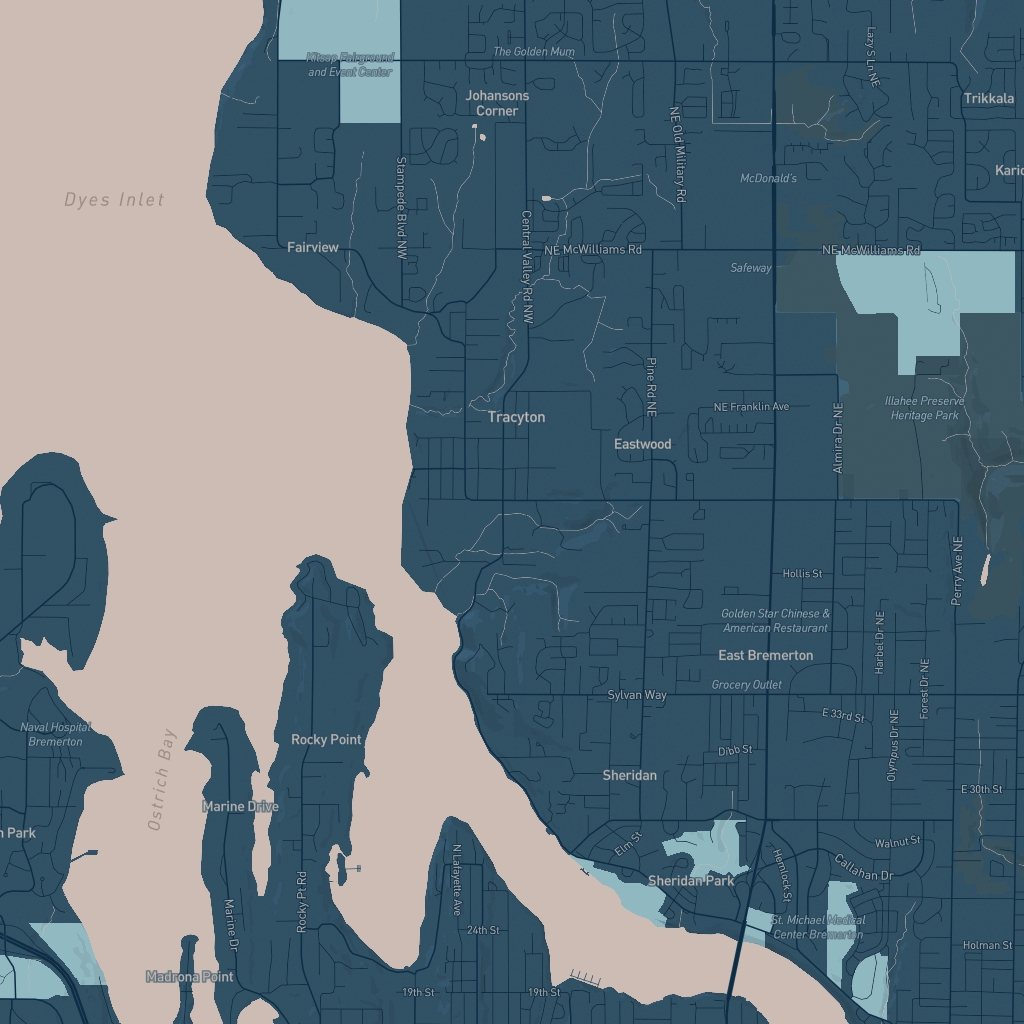 Lazy S Ln NE
The Golden Mum
Kitsap Fairground
and Event Center
Johansons
Corner
Trikkala
NE Old Military Rd
Stampede Blvd NW
McDonald's
Kario
Dyes Inlet
Central Valley Rd NW
Fairview
NE McWilliams Rd
NE McWilliams Rd
Safeway
Pine Rd NE
NE Franklin Ave
Illahee Preserve
Heritage Park
Almira Dr NE
Tracyton
Eastwood
Perry Ave NE
Hollis St
Golden Star Chinese &
American Restaurant
Harbel Dr NE
East Bremerton
Forest Dr NE
Grocery Outlet
Sylvan Way
E 33rd St
Olympus Dr NE
Naval Hospital
Bremerton
Rocky Point
Ostrich Bay
Dibb St
Sheridan
E 30th St
Marine Drive
n Park
Elm St
Walnut St
Callahan Dr
Hemlock St
Sheridan Park
N Lafayette Ave
Rocky Pt Rd
Marine Dr
St. Michael Medical
Center Bremerton
24th St
Holman St
Madrona Point
19th St
19th St